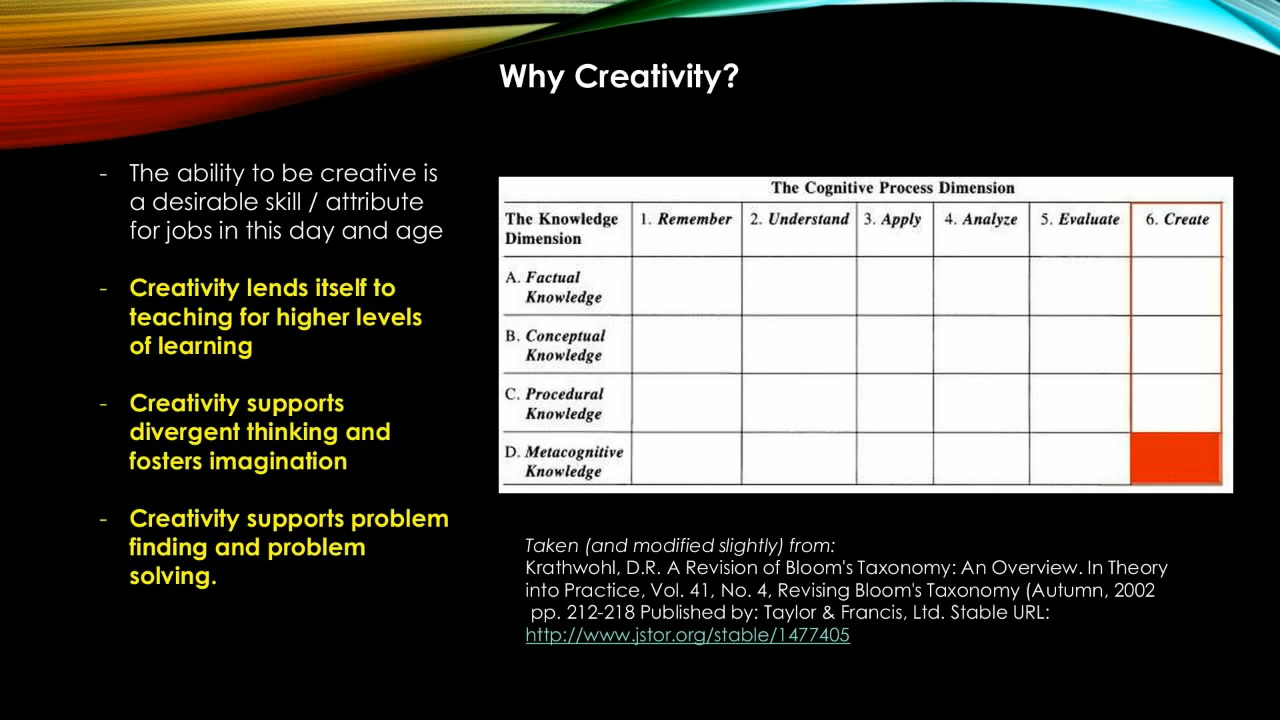 Why Creativity?
- The ability to be creative is
a desirable skill / attribute
for jobs in this day and age
- Creativity lends itself to
teaching for higher levels
of learning
- Creativity supports
divergent thinking and
fosters imagination
- Creativity supports problem
finding and problem
solving.
The Cognitive Process Dimension
The Knowledge Dimension 1. Remember 2. Understand 3. Apply 4. Analyze 5. Evaluate 6. Create
A. Factual
Knowledge
B. Conceptual
Knowledge
C. Procedural
Knowledge
D. Metacognitive
Knowledge
Taken (and modified slightly) from:
Krathwohl, D.R. A Revision of Bloom's Taxonomy: An Overview. In Theory
into Practice, Vol. 41, No. 4, Revising Bloom's Taxonomy (Autumn, 2002
pp. 212-218 Published by: Taylor & Francis, Ltd. Stable URL:
http://www.jstor.org/stable/1477405